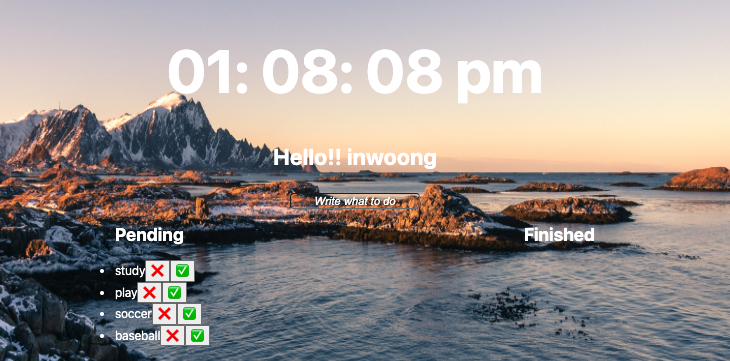 01: 08: 08 pm
Hello!! inwoong
Write what to do
Pending
Finished
study
play
soccer
baseball